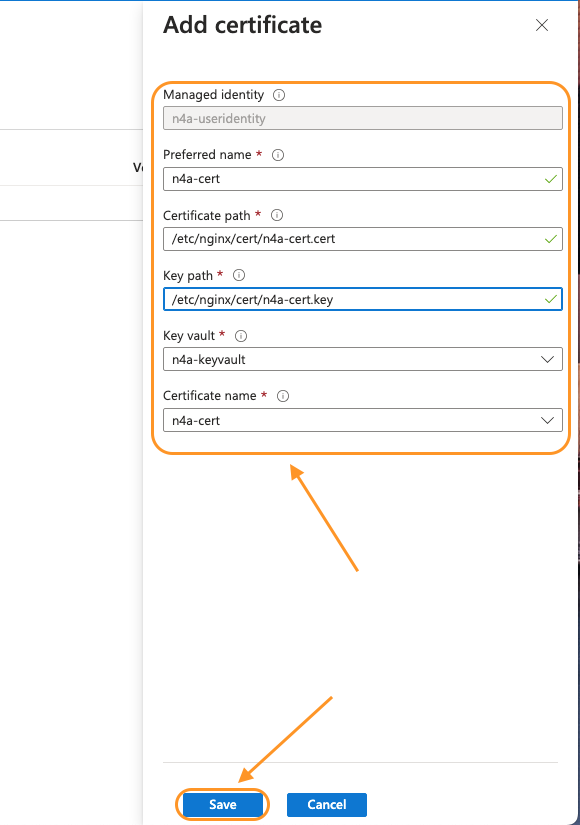 Add certificate
Managed identity
n4a-useridentity
Preferred name *
n4a-cert
Certificate path *
/etc/nginx/cert/n4a-cert.cert
Key path *
/etc/nginx/cert/n4a-cert.key
Key vault *
n4a-keyvault
Certificate name *
n4a-cert
Save Cancel